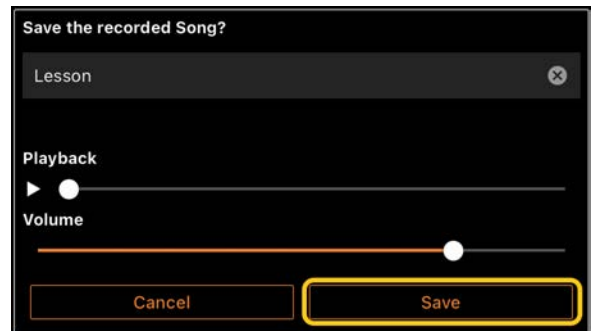 Save the recorded Song?
Lesson
Playback
Volume
Cancel Save